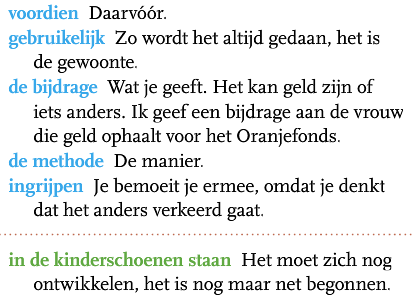 voordien Daarvóór.
gebruikelijk Zo wordt het altijd gedaan, het is
de gewoonte.
de bijdrage Wat je geeft. Het kan geld zijn of
iets anders. Ik geef een bijdrage aan de vrouw
die geld ophaalt voor het Oranjefonds.
de methode De manier.
ingrijpen Je bemoeit je ermee, omdat je denkt
dat het anders verkeerd gaat.
in de kinderschoenen staan Het moet zich nog
ontwikkelen, het is nog maar net begonnen.